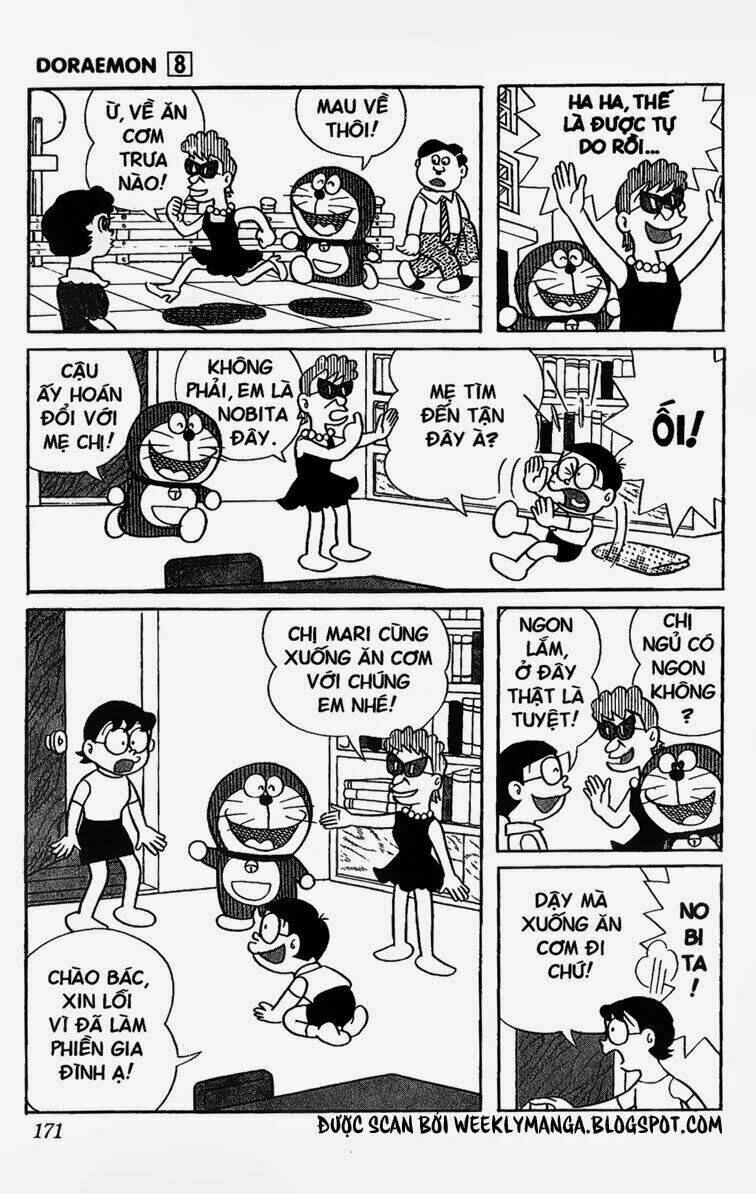 DORAEMON 8
HA HA, THẾ
LÀ ĐƯỢC TỰ
DO RỒI...
MAU VỀ
THÔI!
Ừ, VỀ ĂN
CƠM
TRƯA
NÀO!
ỐI!
MẸ TÌM
ĐẾN TẬN
ĐÂY À?
KHÔNG
PHẢI, EM LÀ
NOBITA
ĐÂY.
CẬU
ẤY HOÁN
ĐỔI VỚI
MẸ CHỊ!
CHỊ
NGỦ CÓ
NGON
KHÔNG
?
NGON
LẮM,
Ở ĐÂY
THẬT LÀ
TUYỆT!
NO
BI
TA
!
DẬY MÀ
XUỐNG ĂN
CƠM ĐI
CHỨ!
CHỊ MARI CÙNG
XUỐNG ĂN CƠM
VỚI CHÚNG
EM NHÉ!
CHÀO BÁC,
XIN LỖI
VÌ ĐÃ LÀM
PHIỀN GIA
ĐÌNH Ạ!
171
ĐƯỢC SCAN BỞI WEEKLYMANGA.BLOGSPOT.COM